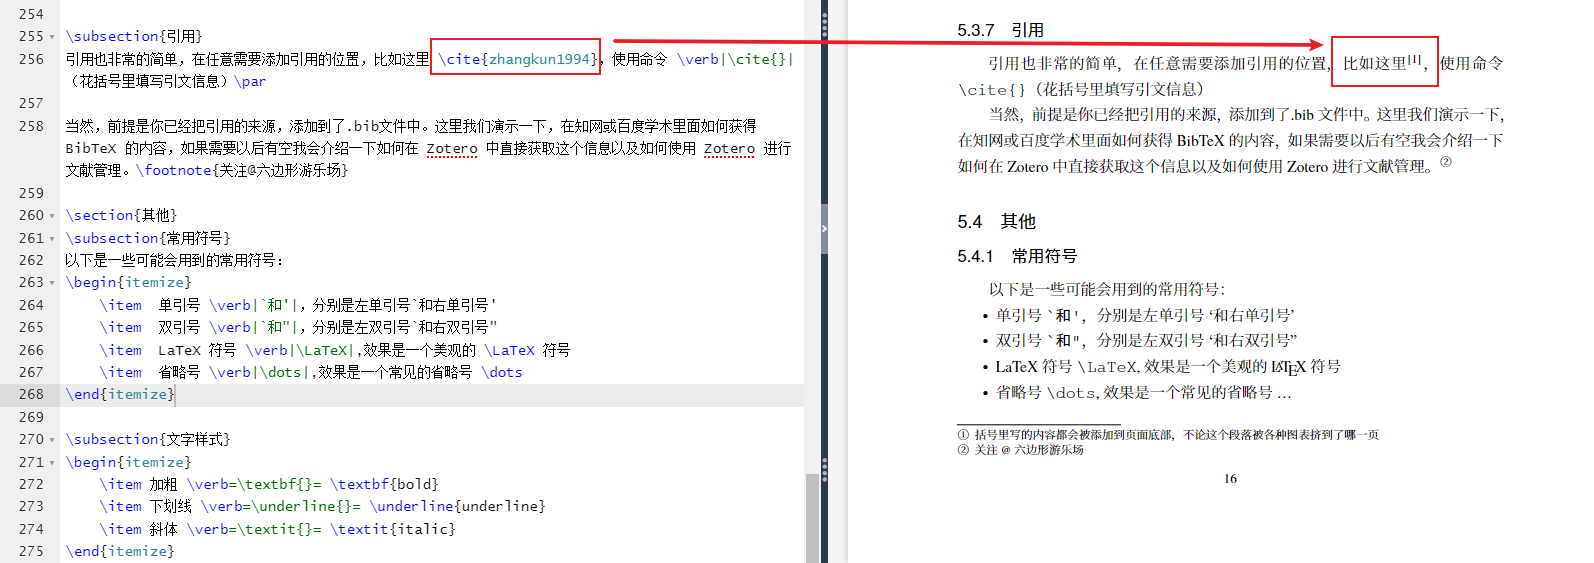 254
255 \subsection{引用}
256 引用也非常的简单，在任意需要添加引用的位置，比如这里 \cite{zhangkun1994}，使用命令 \verb|\cite{}|
（花括号里填写引文信息）\par
257
258 当然，前提是你已经把引用的来源，添加到了.bib文件中。这里我们演示一下，在知网或百度学术里面如何获得
BibTeX 的内容，如果需要以后有空我会介绍一下如何在 Zotero 中直接获取这个信息以及如何使用 Zotero 进行
文献管理。\footnote{关注@六边形游乐场}
259
260 \section{其他}
261 \subsection{常用符号}
262 以下是一些可能会用到的常用符号：
263 \begin{itemize}
264 \item 单引号 \verb|`和'|，分别是左单引号`和右单引号'
265 \item 双引号 \verb|`和"|，分别是左双引号`和右双引号"
266 \item LaTeX 符号 \verb|\LaTeX|,效果是一个美观的 \LaTeX 符号
267 \item 省略号 \verb|\dots|,效果是一个常见的省略号 \dots
268 \end{itemize}
269
270 \subsection{文字样式}
271 \begin{itemize}
272 \item 加粗 \verb=\textbf{}= \textbf{bold}
273 \item 下划线 \verb=\underline{}= \underline{underline}
274 \item 斜体 \verb=\textit{}= \textit{italic}
275 \end{itemize}
5.3.7 引用
引用也非常的简单，在任意需要添加引用的位置，比如这里[1]，使用命令
\cite{}（花括号里填写引文信息）
当然，前提是你已经把引用的来源，添加到了.bib 文件中。这里我们演示一下，
在知网或百度学术里面如何获得 BibTeX 的内容，如果需要以后有空我会介绍一下
如何在 Zotero 中直接获取这个信息以及如何使用 Zotero 进行文献管理。②
5.4 其他
5.4.1 常用符号
以下是一些可能会用到的常用符号：
• 单引号 `和'，分别是左单引号 ‘和右单引号’
• 双引号 `和"，分别是左双引号 ‘和右双引号”
• LaTeX 符号 \LaTeX, 效果是一个美观的 LATEX 符号
• 省略号 \dots, 效果是一个常见的省略号 …
① 括号里写的内容都会被添加到页面底部，不论这个段落被各种图表挤到了哪一页
② 关注 @ 六边形游乐场
16